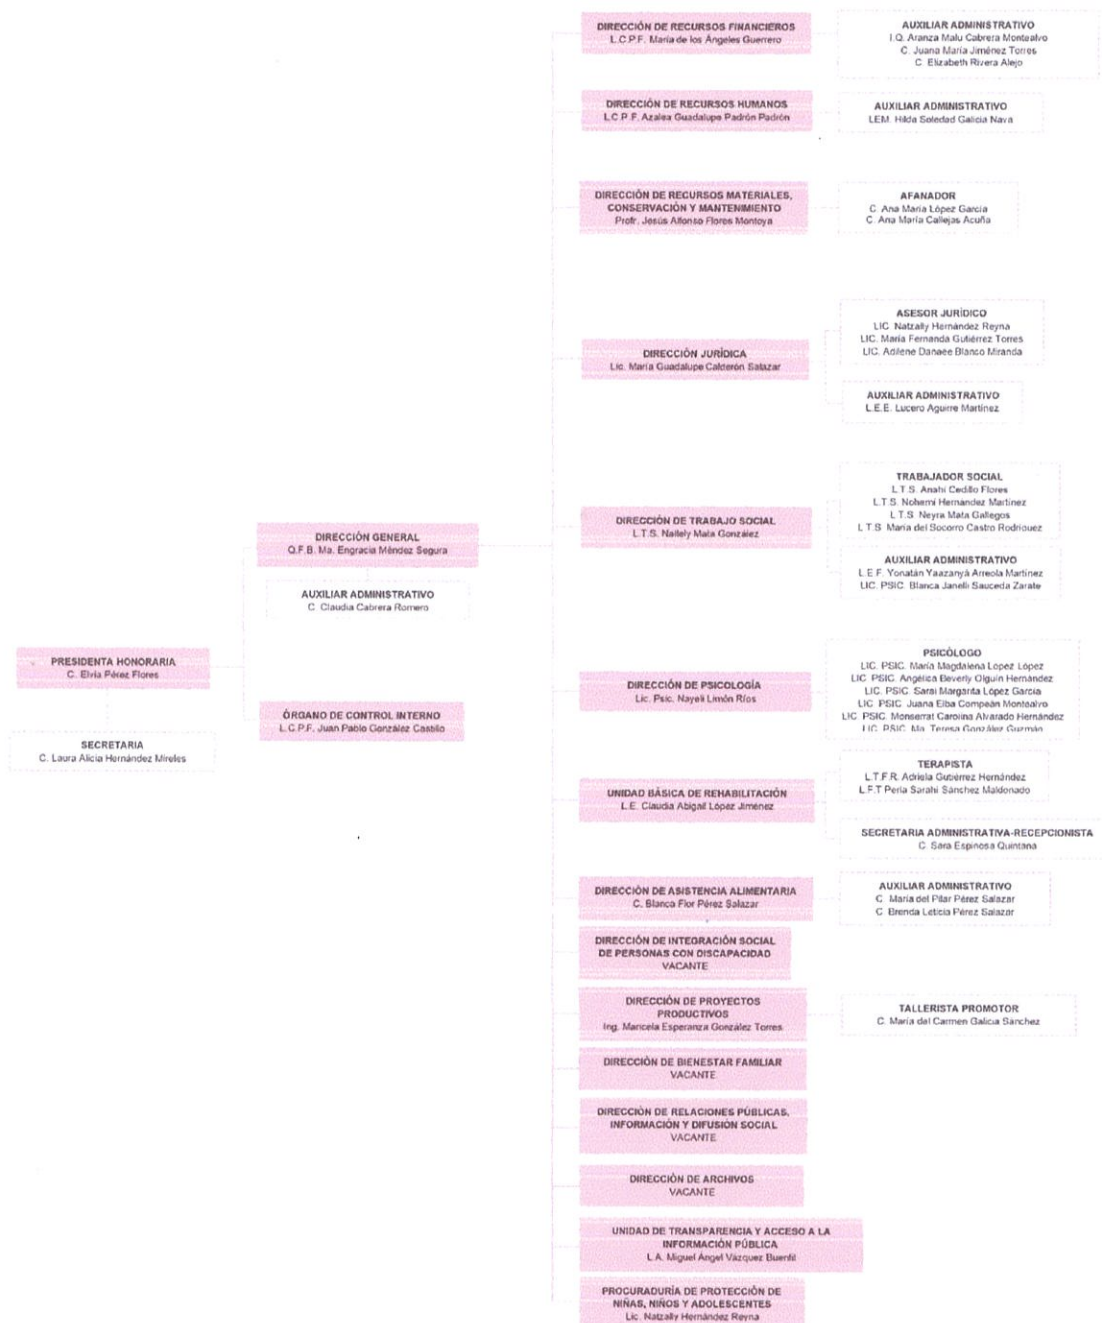 PRESIDENTA HONORARIA
C. Elvia Pérez Flores
SECRETARIA
C. Laura Alicia Hernández Mireles
DIRECCIÓN GENERAL
Q.F.B. Ma. Engracia Méndez Segura
AUXILIAR ADMINISTRATIVO
C. Claudia Cabrera Romero
ÓRGANO DE CONTROL INTERNO
L.C.P.F. Juan Pablo González Castillo
DIRECCIÓN DE RECURSOS FINANCIEROS
L.C.P.F. María de los Ángeles Guerrero
AUXILIAR ADMINISTRATIVO
I.Q. Aranza Malu Cabrera Montealvo
C. Juana María Jiménez Torres
C. Elizabeth Rivera Alejo
DIRECCIÓN DE RECURSOS HUMANOS
L.C.P.F. Azalea Guadalupe Padrón Padrón
AUXILIAR ADMINISTRATIVO
LEM. Hilda Soledad Galicia Nava
DIRECCIÓN DE RECURSOS MATERIALES,
CONSERVACIÓN Y MANTENIMIENTO
Profr. Jesús Alfonso Flores Montoya
AFANADOR
C. Ana María López García
C. Ana María Callejas Acuña
DIRECCIÓN JURÍDICA
Lic. María Guadalupe Calderón Salazar
ASESOR JURÍDICO
LIC. Natzally Hernández Reyna
LIC. María Fernanda Gutiérrez Torres
LIC. Adilene Danaee Blanco Miranda
AUXILIAR ADMINISTRATIVO
L.E.E. Lucero Aguirre Martínez
DIRECCIÓN DE TRABAJO SOCIAL
L.T.S. Nallely Mata González
TRABAJADOR SOCIAL
L.T.S. Anahí Cedillo Flores
L.T.S. Nohemí Hernández Martínez
L.T.S. Neyra Mata Gallegos
L.T.S. María del Socorro Castro Rodríguez
AUXILIAR ADMINISTRATIVO
L.E.F. Yonatán Yaazanyá Arreola Martínez
LIC. PSIC. Blanca Janelli Sauceda Zarate
DIRECCIÓN DE PSICOLOGÍA
Lic. Psic. Nayeli Limón Ríos
PSICÓLOGO
LIC. PSIC. María Magdalena López López
LIC. PSIC. Angélica Beverly Olguín Hernández
LIC. PSIC. Sarai Margarita López García
LIC. PSIC. Juana Elba Compeán Montealvo
LIC. PSIC. Monserrat Carolina Alvarado Hernández
LIC. PSIC. Ma. Teresa González Guzmán
UNIDAD BÁSICA DE REHABILITACIÓN
L.E. Claudia Abigail López Jiménez
TERAPISTA
L.T.F.R. Adriela Gutiérrez Hernández
L.F.T Perla Sarahi Sánchez Maldonado
SECRETARIA ADMINISTRATIVA-RECEPCIONISTA
C. Sara Espinosa Quintana
DIRECCIÓN DE ASISTENCIA ALIMENTARIA
C. Blanca Flor Pérez Salazar
AUXILIAR ADMINISTRATIVO
C. María del Pilar Pérez Salazar
C. Brenda Leticia Pérez Salazar
DIRECCIÓN DE INTEGRACIÓN SOCIAL
DE PERSONAS CON DISCAPACIDAD
VACANTE
DIRECCIÓN DE PROYECTOS
PRODUCTIVOS
Ing. Maricela Esperanza González Torres
TALLERISTA PROMOTOR
C. María del Carmen Galicia Sánchez
DIRECCIÓN DE BIENESTAR FAMILIAR
VACANTE
DIRECCIÓN DE RELACIONES PÚBLICAS,
INFORMACIÓN Y DIFUSIÓN SOCIAL
VACANTE
DIRECCIÓN DE ARCHIVOS
VACANTE
UNIDAD DE TRANSPARENCIA Y ACCESO A LA
INFORMACIÓN PÚBLICA
L.A. Miguel Ángel Vázquez Buenfil
PROCURADURÍA DE PROTECCIÓN DE
NIÑAS, NIÑOS Y ADOLESCENTES
Lic. Natzally Hernández Reyna